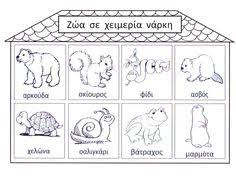 Ζώα σε χειμερία νάρκη
αρκούδα σκίουρος φίδι ασβός
χελώνα σαλιγκάρι βάτραχος μαρμότα